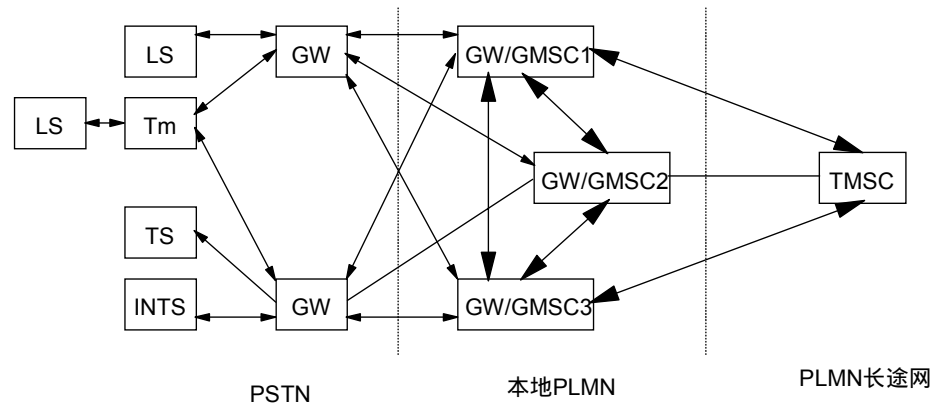 LS
GW
GW/GMSC1
LS
Tm
GW/GMSC2
TMSC
TS
INTS
GW
GW/GMSC3
PSTN
本地PLMN
PLMN长途网